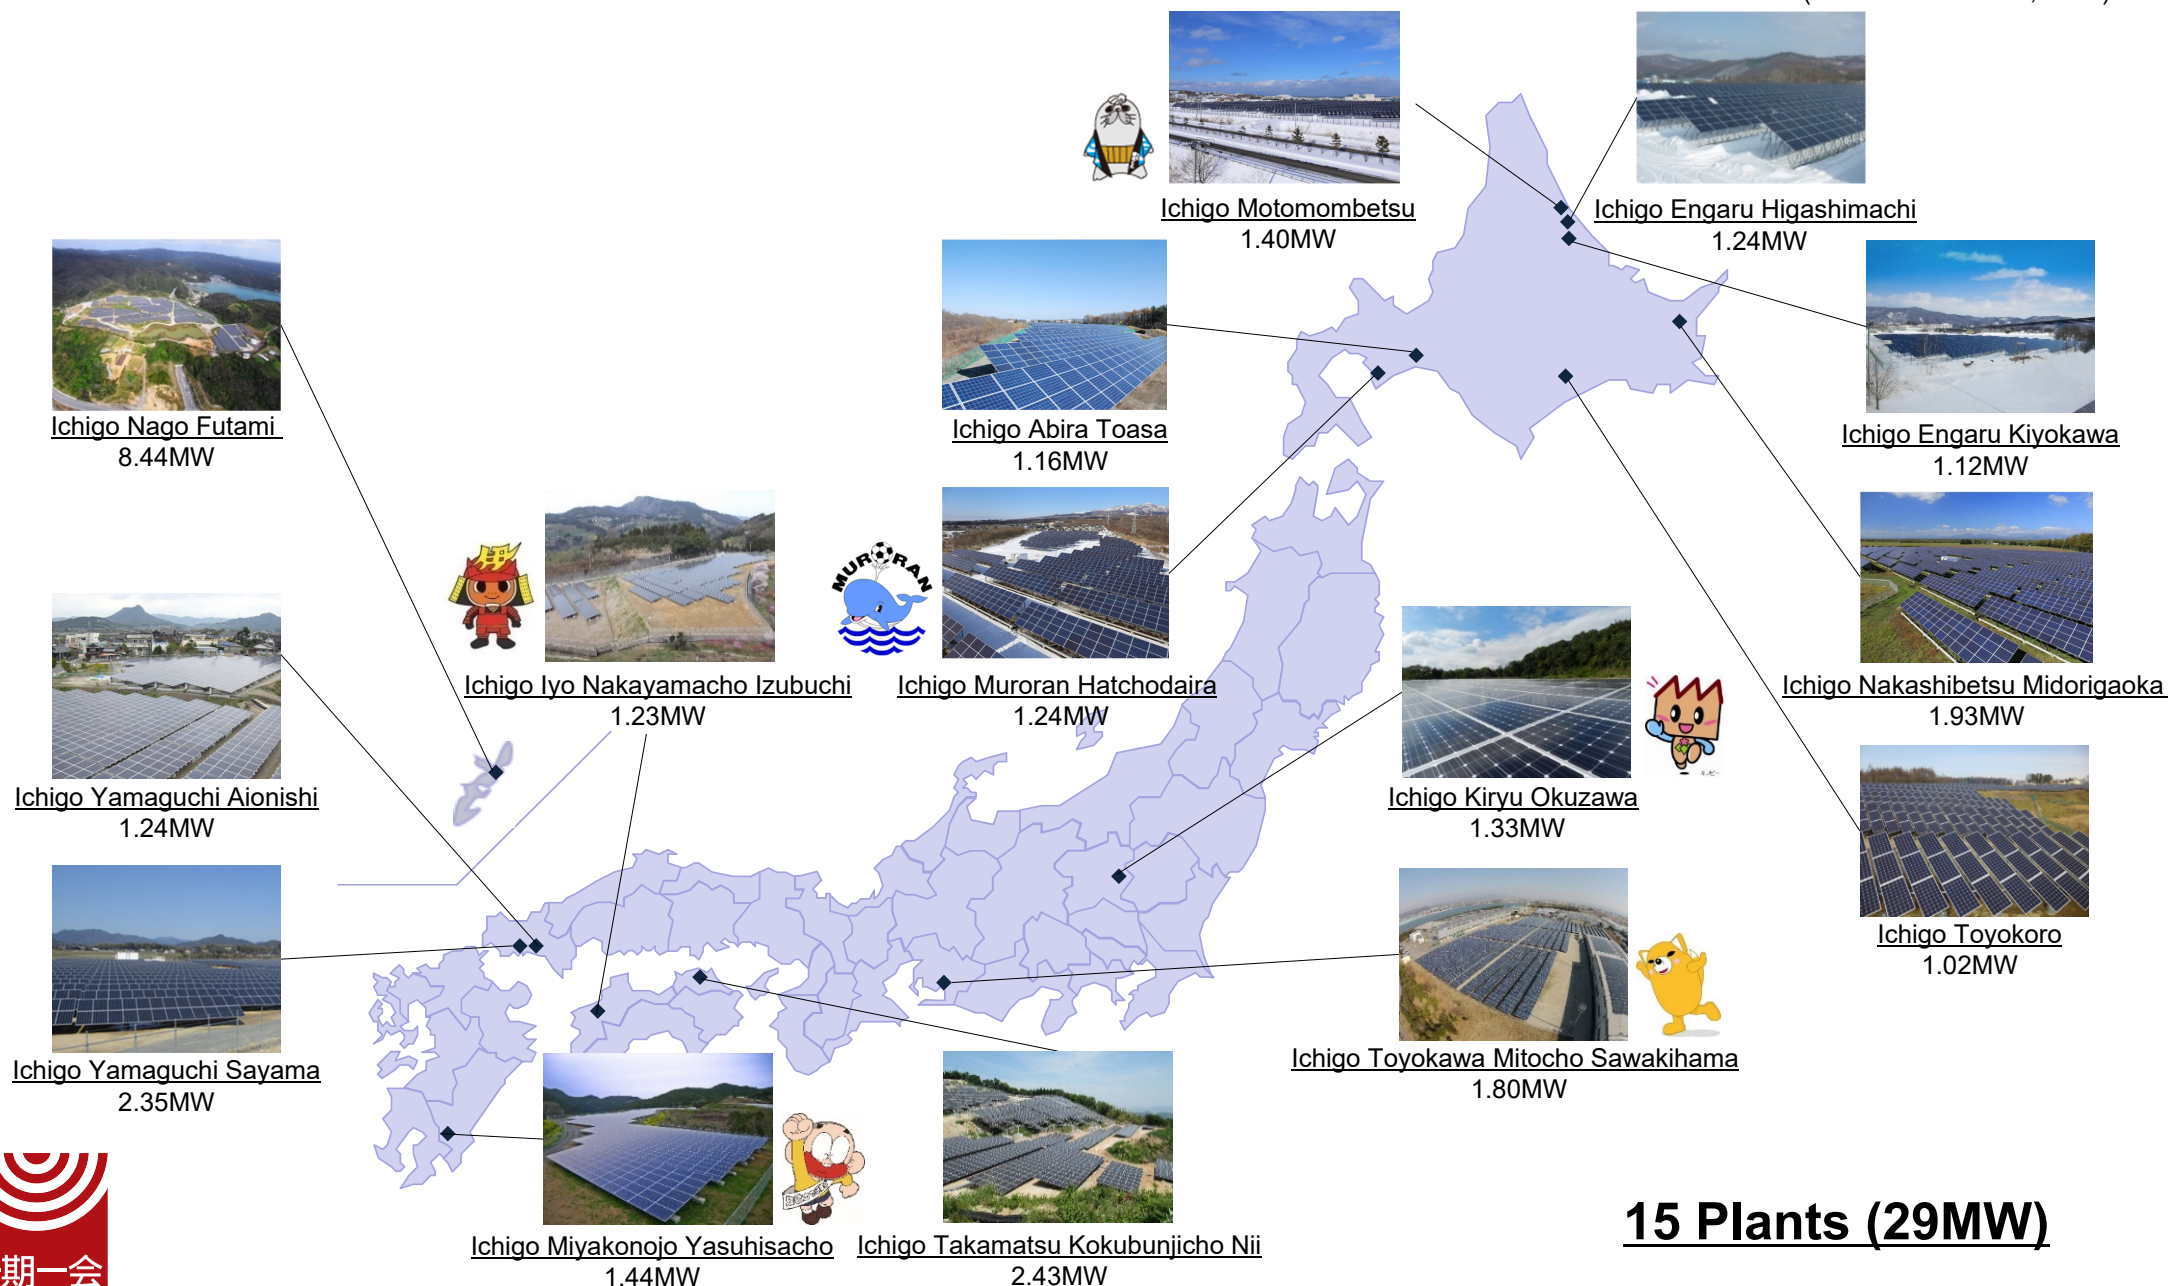 Ichigo Motomombetsu
1.40MW
Ichigo Engaru Higashimachi
1.24MW
Ichigo Nago Futami
8.44MW
Ichigo Abira Toasa
1.16MW
Ichigo Engaru Kiyokawa
1.12MW
MURORAN
Ichigo Iyo Nakayamacho Izubuchi
1.23MW
Ichigo Muroran Hatchodaira
1.24MW
Ichigo Nakashibetsu Midorigaoka
1.93MW
Ichigo Yamaguchi Aionishi
1.24MW
Ichigo Kiryu Okuzawa
1.33MW
Ichigo Toyokoro
1.02MW
Ichigo Yamaguchi Sayama
2.35MW
Ichigo Toyokawa Mitocho Sawakihama
1.80MW
Ichigo Miyakonojo Yasuhisacho
1.44MW
Ichigo Takamatsu Kokubunjicho Nii
2.43MW
15 Plants (29MW)
期一会